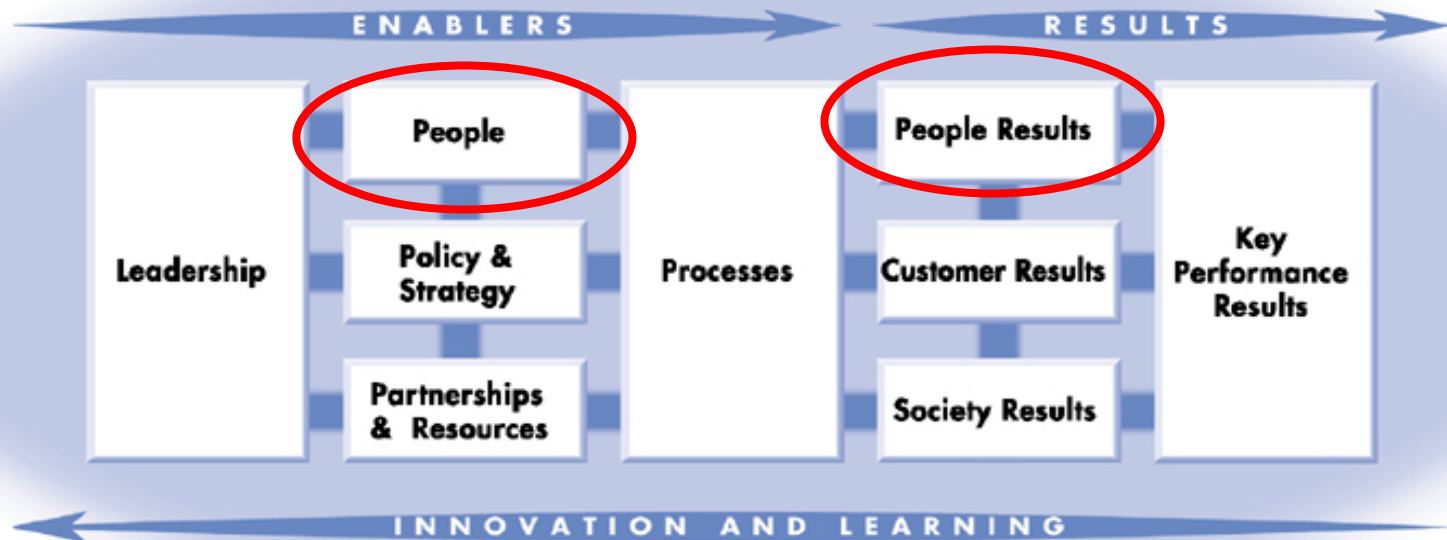 ENABLERS
RESULTS
Leadership
People
Policy &
Strategy
Partnerships
& Resources
Processes
People Results
Customer Results
Society Results
Key
Performance
Results
INNOVATION AND LEARNING